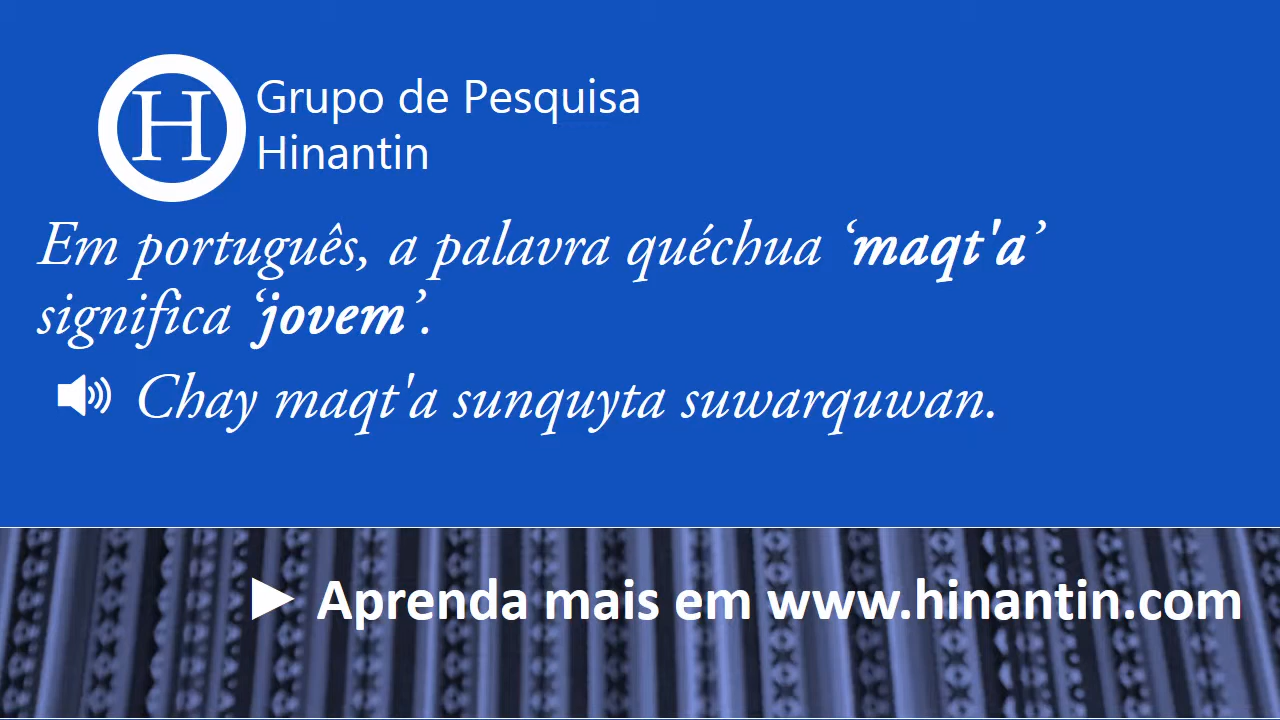 H
Grupo de Pesquisa
Hinantin
Em português, a palavra quéchua ‘maqt'a’
significa ‘jovem’.
Chay maqt'a sunquyta suwarquwan.
Aprenda mais em www.hinantin.com